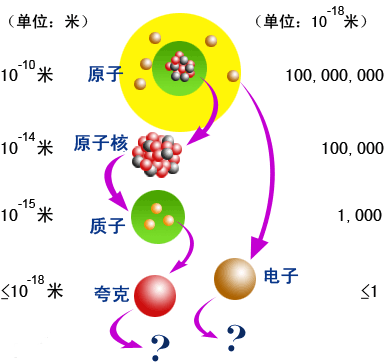 （单位：米） （单位：10⁻¹⁸米）
10⁻¹⁰米 原子 100,000,000
10⁻¹⁴米 原子核 100,000
10⁻¹⁵米 质子 1,000
≤10⁻¹⁸米 夸克 电子 ≤1
? ?